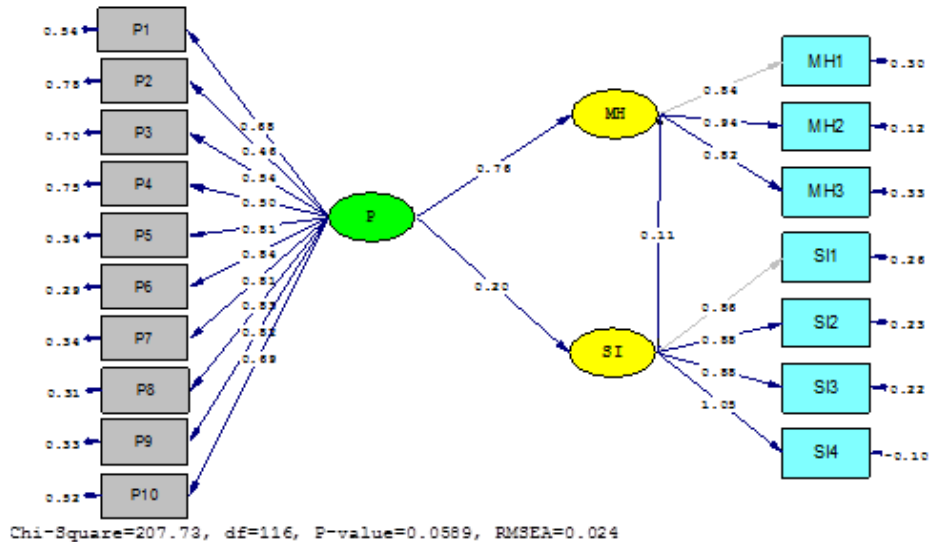 0.54
P1
0.78
P2
0.70
P3
0.75
P4
0.34
P5
0.29
P6
0.34
P7
0.31
P8
0.33
P9
0.52
P10
0.68
0.46
0.54
0.50
0.81
0.84
0.81
0.83
0.82
0.69
P
0.76
0.20
MH
0.11
SI
0.84
0.94
0.82
0.86
0.88
0.88
1.05
MH1
0.30
MH2
0.12
MH3
0.33
SI1
0.26
SI2
0.23
SI3
0.22
SI4
-0.10
Chi-Square=207.73, df=116, P-value=0.0589, RMSEA=0.024